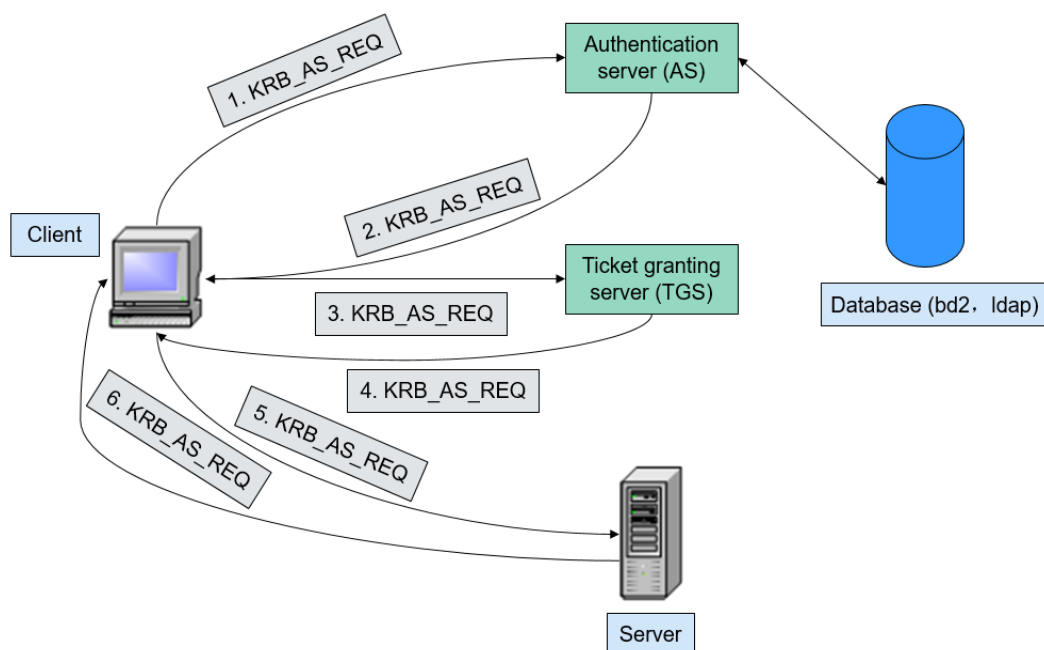 1. KRB_AS_REQ
Authentication
server (AS)
2. KRB_AS_REQ
Client
Ticket granting
server (TGS)
Database (bd2，ldap)
3. KRB_AS_REQ
4. KRB_AS_REQ
6. KRB_AS_REQ
5. KRB_AS_REQ
Server